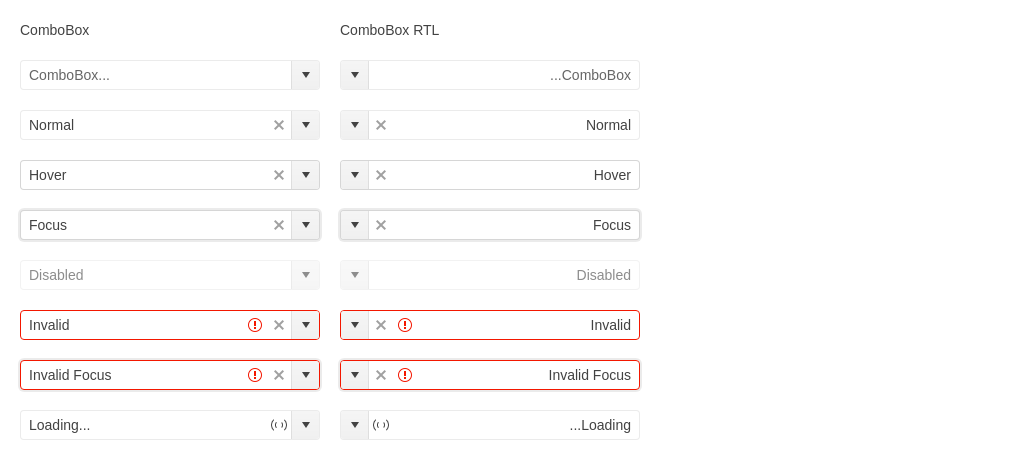 ComboBox
ComboBox RTL
ComboBox...
...ComboBox
Normal
Normal
Hover
Hover
Focus
Focus
Disabled
Disabled
Invalid
Invalid
Invalid Focus
Invalid Focus
Loading...
...Loading